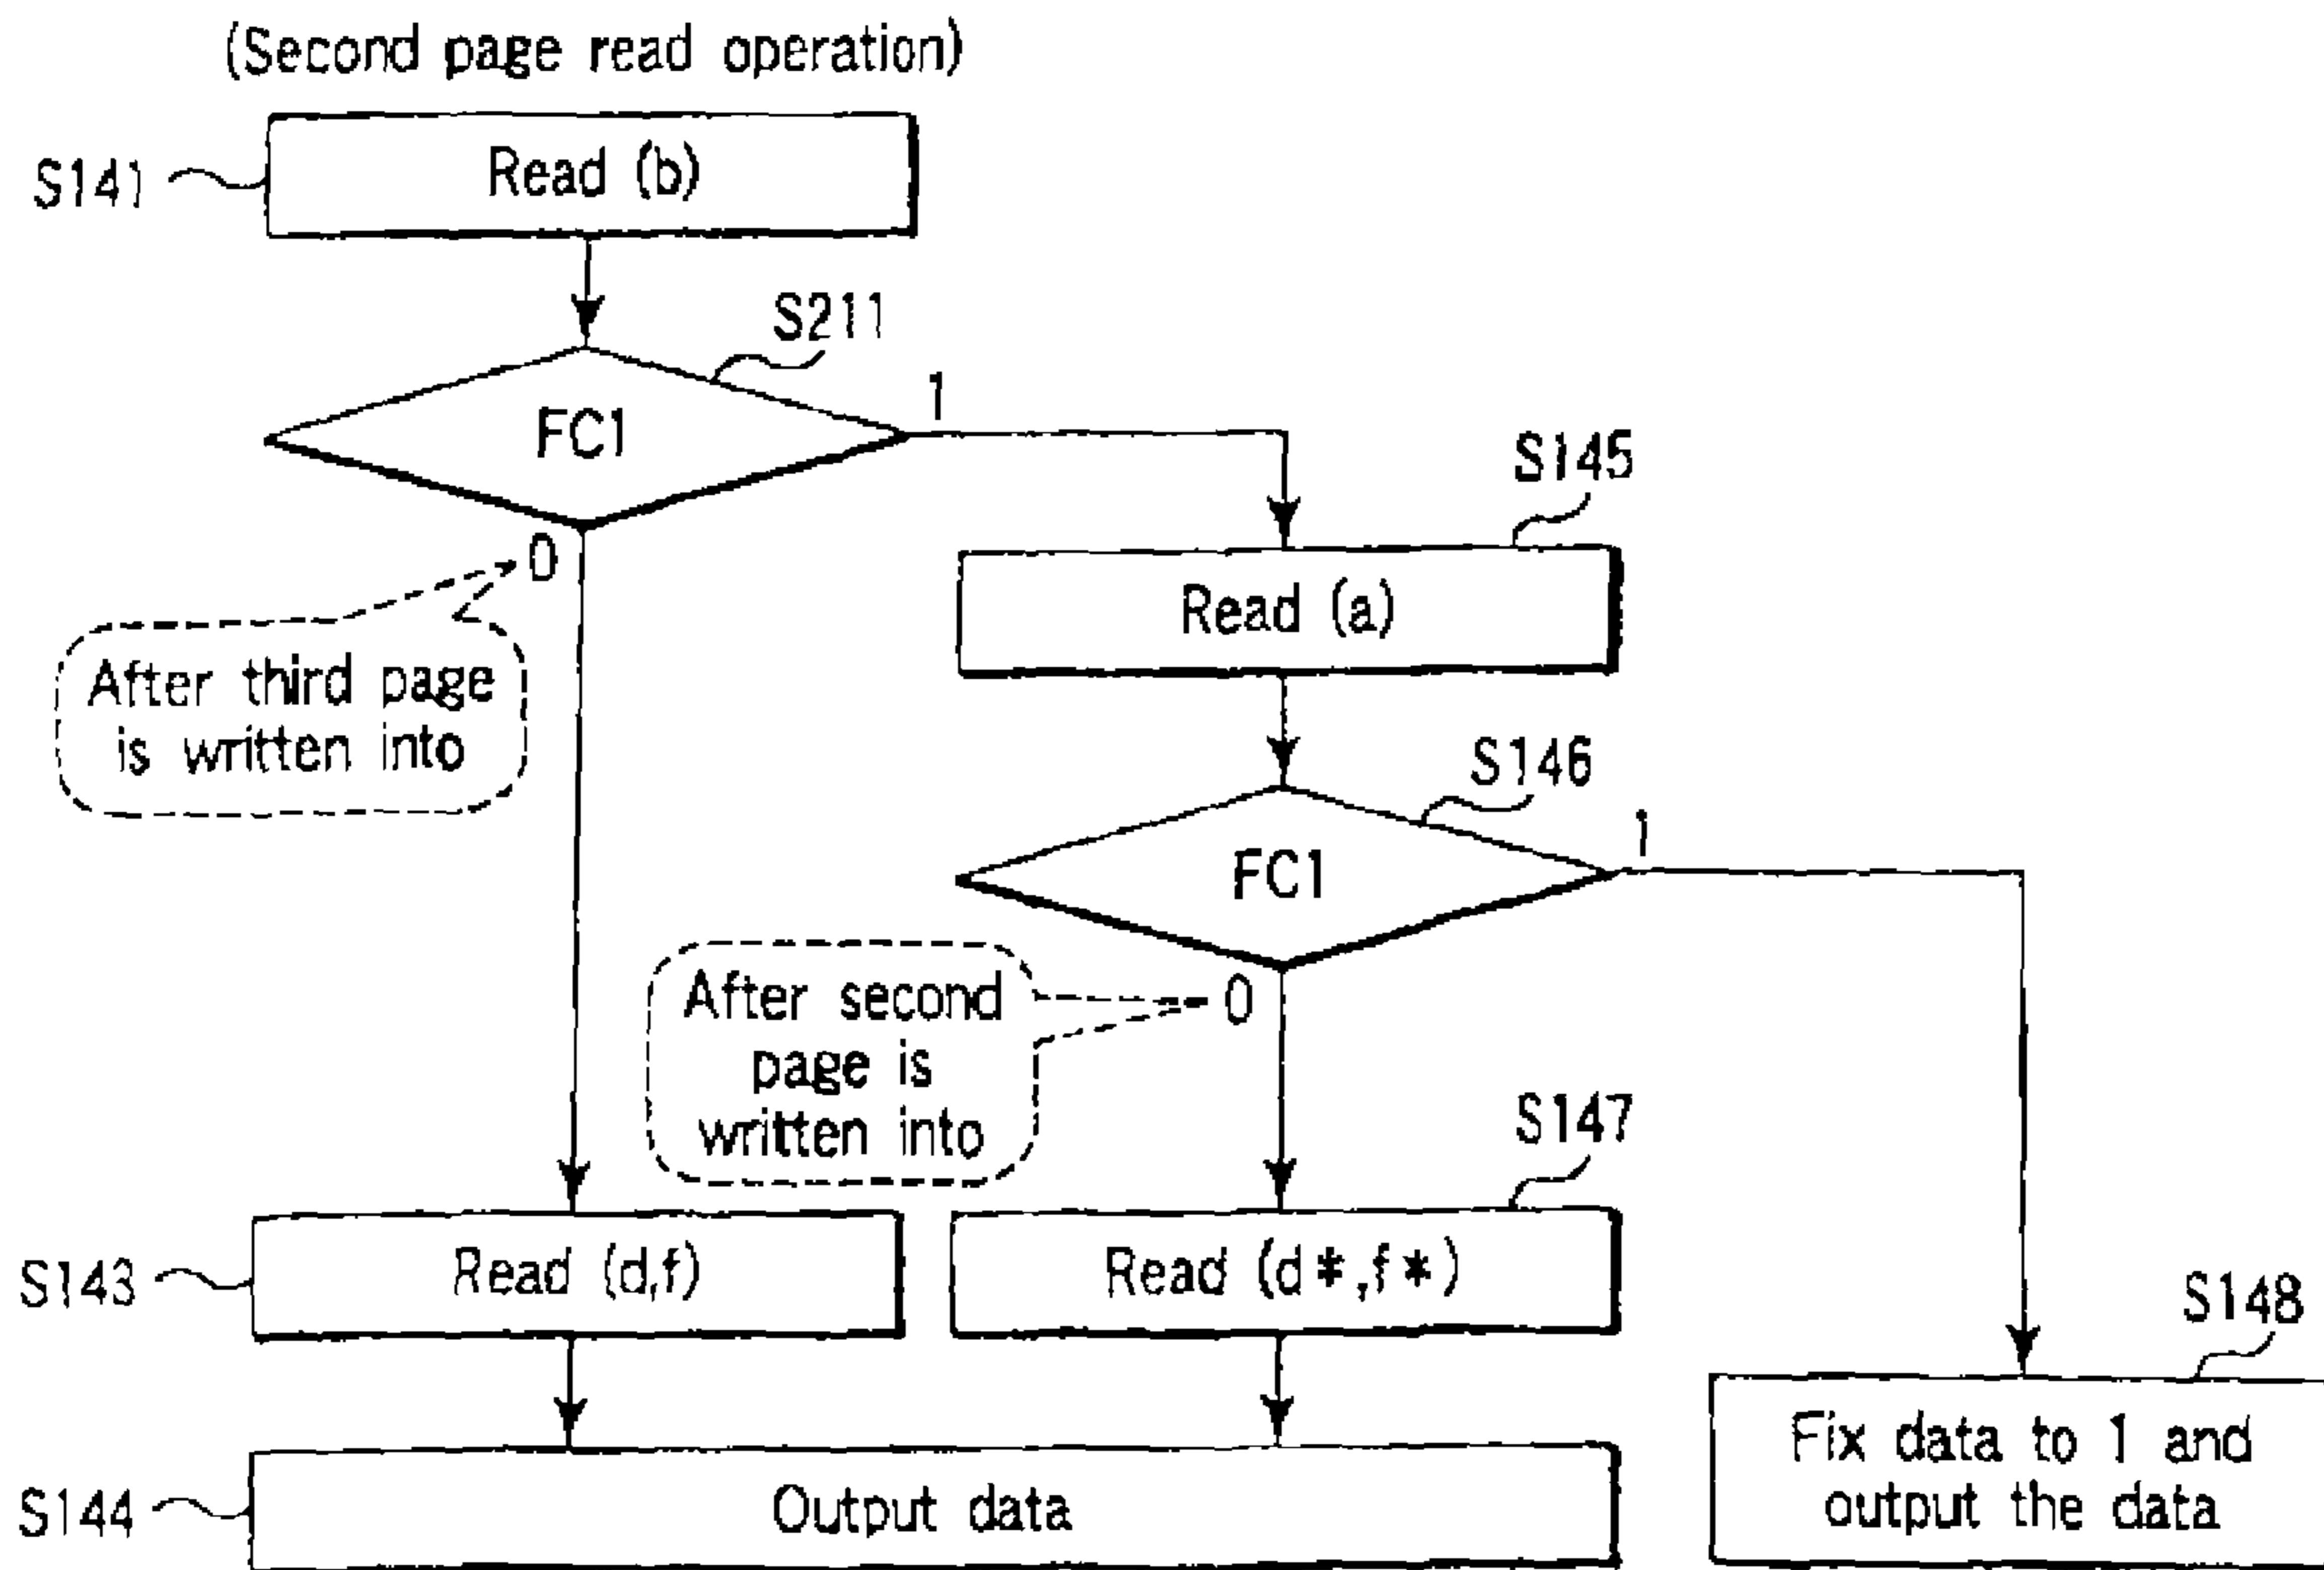 (Second page read operation)
S141
Read (b)
S211
FC1
1
0
After third page
is written into
S145
Read (a)
S146
FC1
1
0
After second
page is
written into
S143
Read (d,f)
S147
Read (d*,f*)
S144
Output data
S148
Fix data to 1 and
output the data